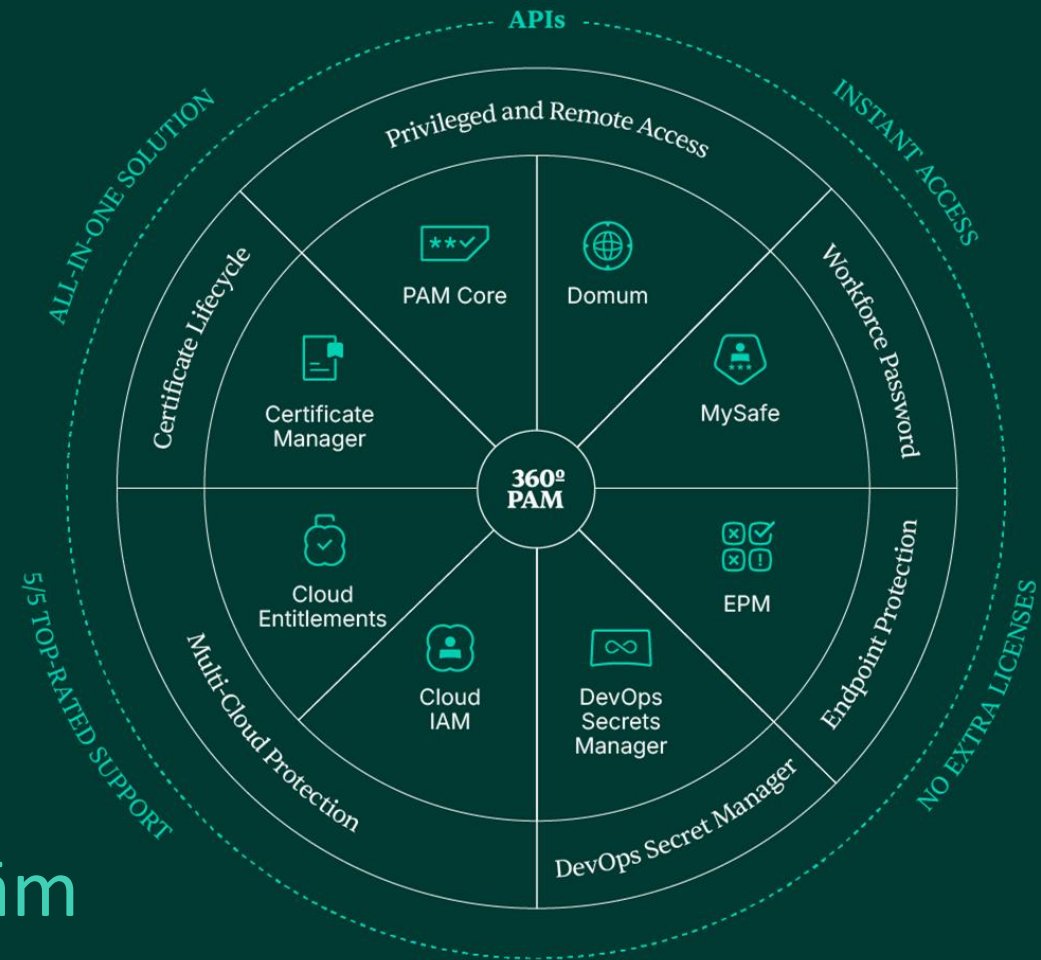 APIs
ALL-IN-ONE SOLUTION
INSTANT ACCESS
Privileged and Remote Access
Certificate Lifecycle
Workforce Password
**
PAM Core
Domum
Certificate
Manager
MySafe
360º
PAM
Cloud
Entitlements
EPM
Cloud
IAM
DevOps
Secrets
Manager
Multi-Cloud Protection
Endpoint Protection
DevOps Secret Manager
5/5 TOP-RATED SUPPORT
NO EXTRA LICENSES